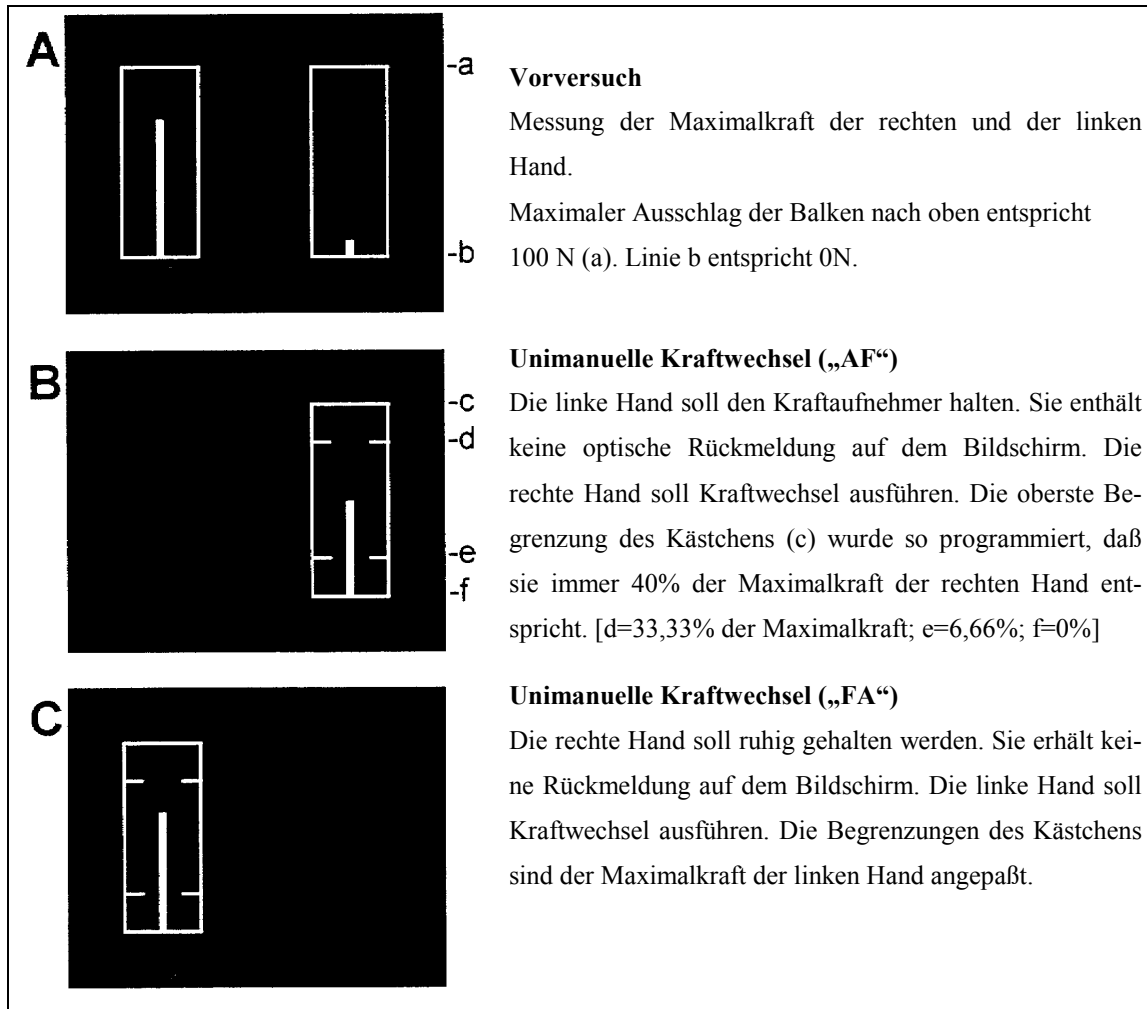 A
-a
-b
Vorversuch
Messung der Maximalkraft der rechten und der linken
Hand.
Maximaler Ausschlag der Balken nach oben entspricht
100 N (a). Linie b entspricht 0N.
B
-c
-d
-e
-f
Unimanuelle Kraftwechsel („AF“)
Die linke Hand soll den Kraftaufnehmer halten. Sie enthält
keine optische Rückmeldung auf dem Bildschirm. Die
rechte Hand soll Kraftwechsel ausführen. Die oberste Be-
grenzung des Kästchens (c) wurde so programmiert, daß
sie immer 40% der Maximalkraft der rechten Hand ent-
spricht. [d=33,33% der Maximalkraft; e=6,66%; f=0%]
C
Unimanuelle Kraftwechsel („FA“)
Die rechte Hand soll ruhig gehalten werden. Sie erhält kei-
ne Rückmeldung auf dem Bildschirm. Die linke Hand soll
Kraftwechsel ausführen. Die Begrenzungen des Kästchens
sind der Maximalkraft der linken Hand angepaßt.